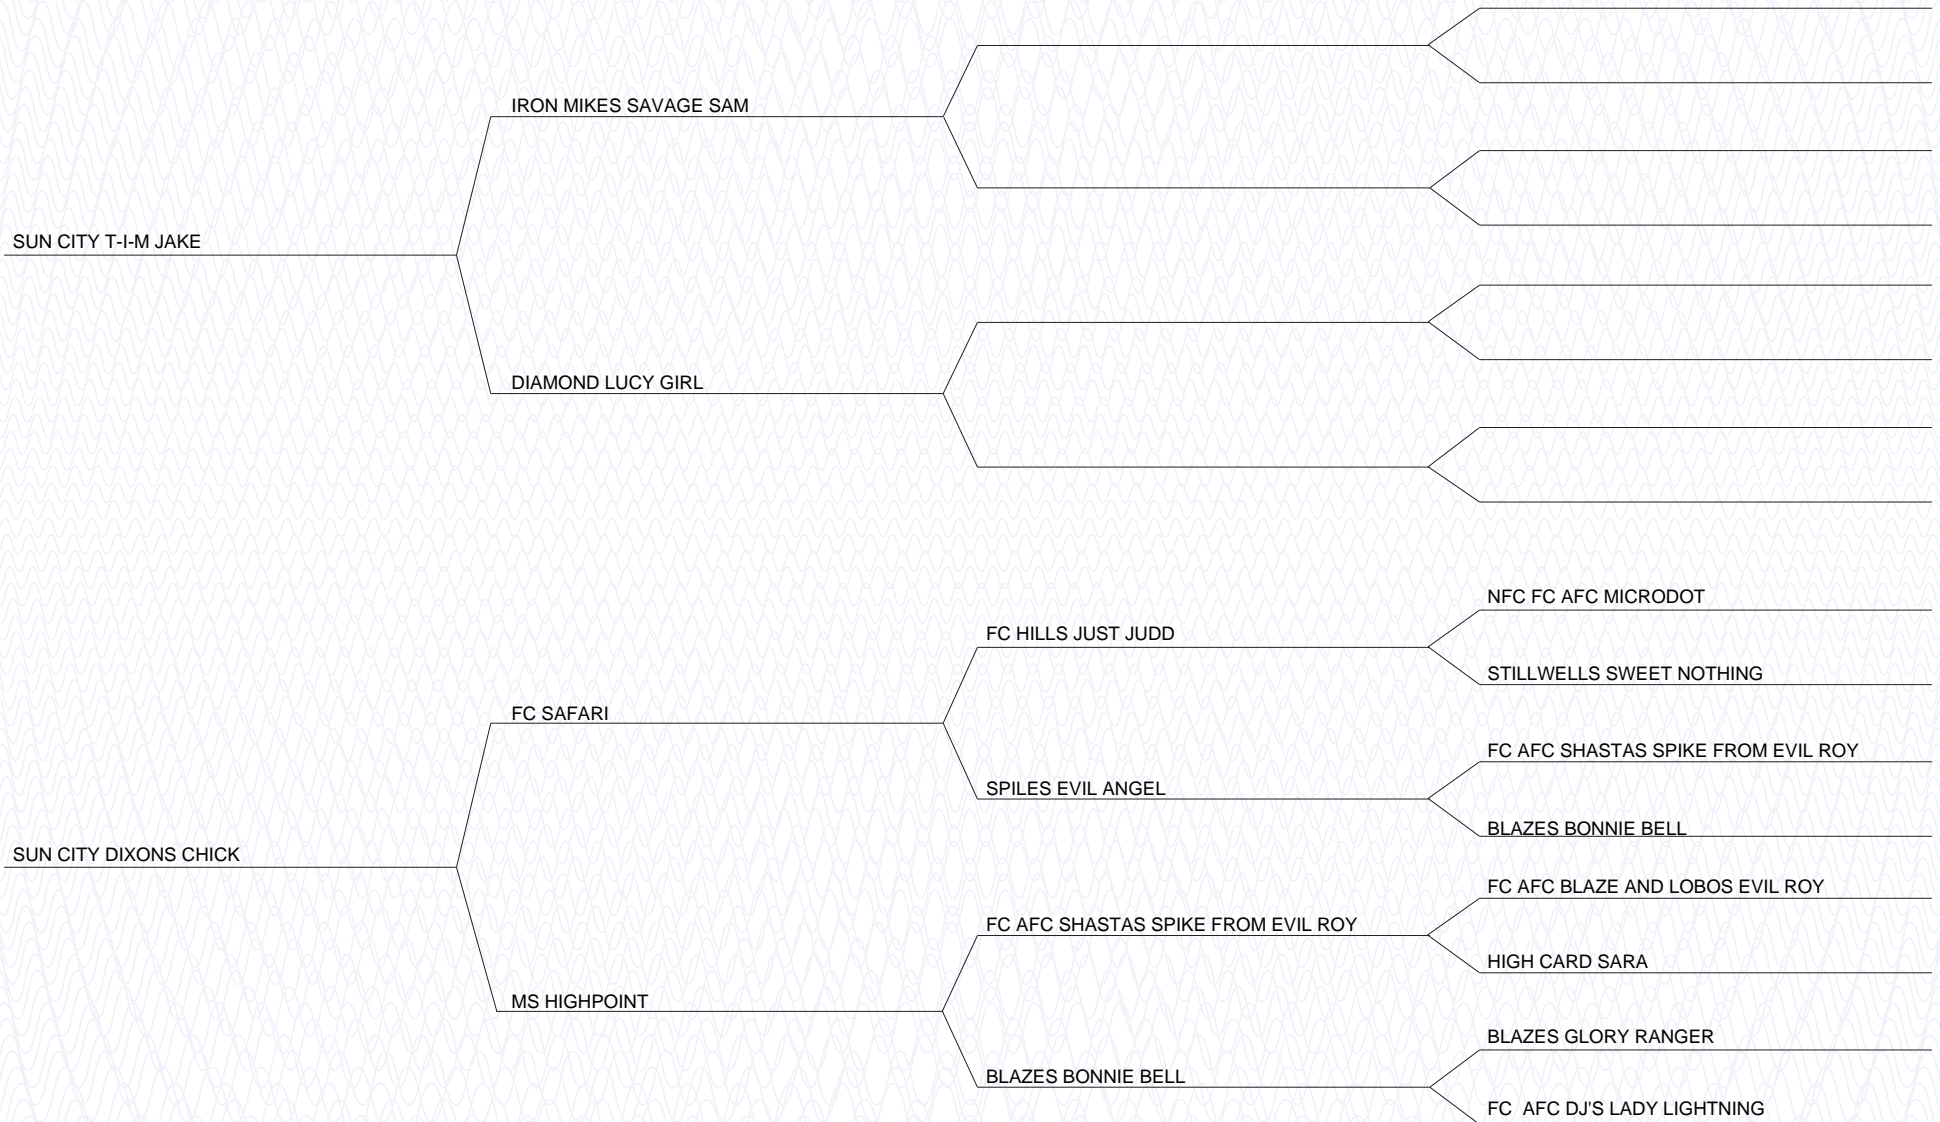 IRON MIKES SAVAGE SAM
SUN CITY T-I-M JAKE
DIAMOND LUCY GIRL
NFC FC AFC MICRODOT
FC HILLS JUST JUDD
STILLWELLS SWEET NOTHING
FC SAFARI
FC AFC SHASTAS SPIKE FROM EVIL ROY
SPILES EVIL ANGEL
BLAZES BONNIE BELL
SUN CITY DIXONS CHICK
FC AFC BLAZE AND LOBOS EVIL ROY
FC AFC SHASTAS SPIKE FROM EVIL ROY
HIGH CARD SARA
MS HIGHPOINT
BLAZES GLORY RANGER
BLAZES BONNIE BELL
FC  AFC DJ'S LADY LIGHTNING